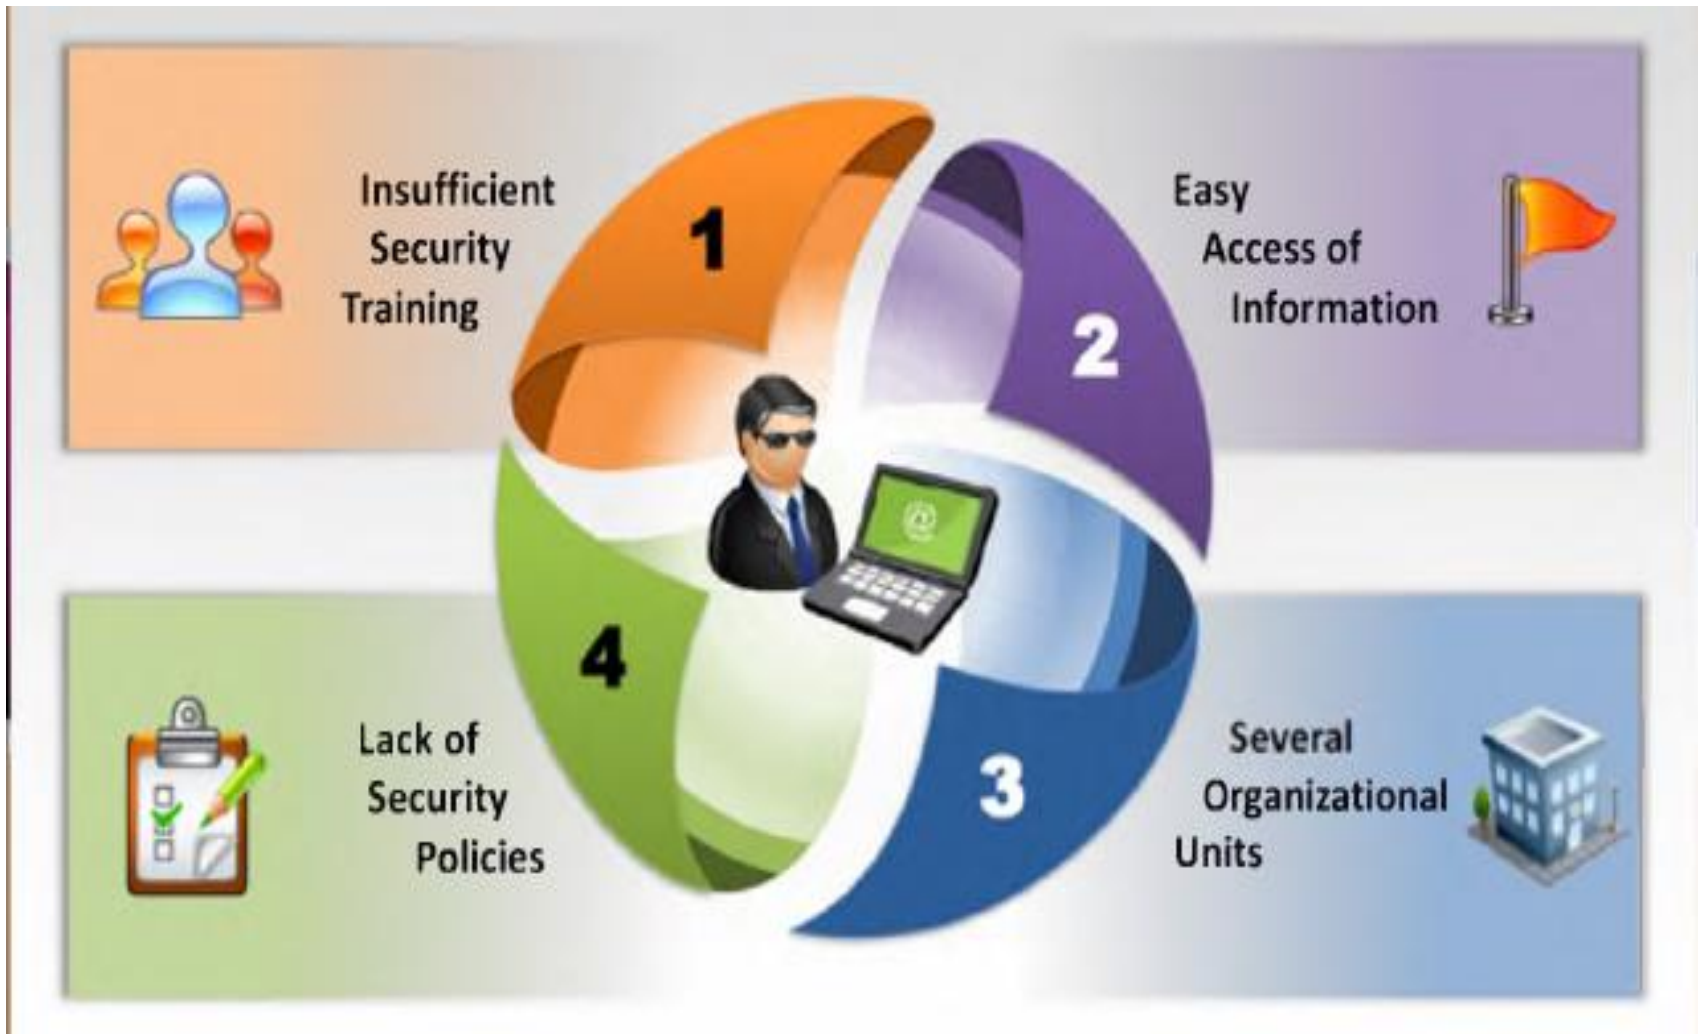 1
Insufficient
Security
Training
2
Easy
Access of
Information
3
Several
Organizational
Units
4
Lack of
Security
Policies